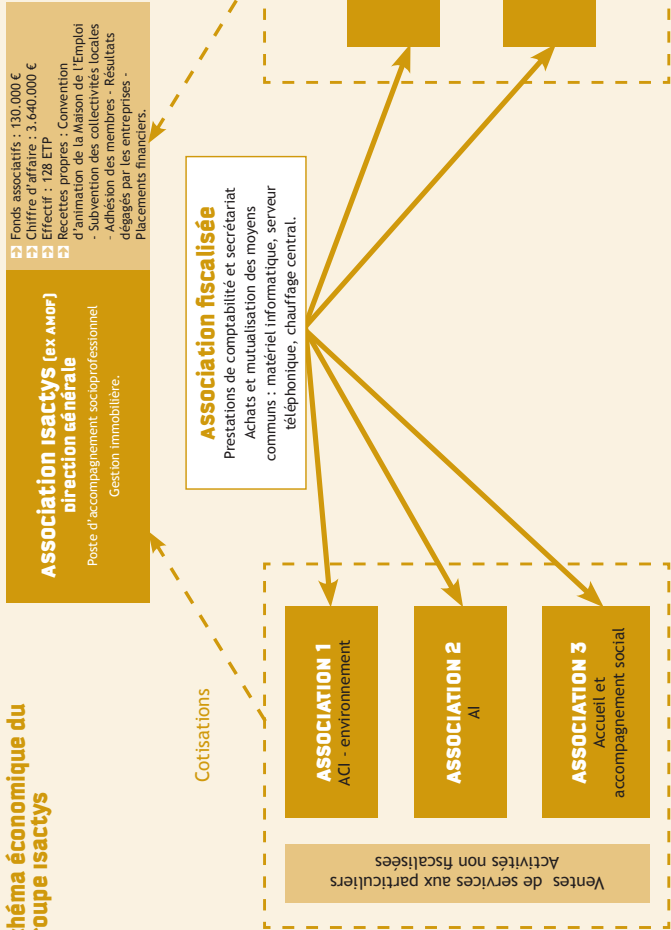 héma économique du
roupe Isactys
ASSOCIATION ISACTYS (EX AMOF)
DIRECTION GÉNÉRALE
Poste d'accompagnement socioprofessionnel
Gestion immobilière.
Fonds associatifs : 130.000 €
Chiffre d'affaire : 3.640.000 €
Effectif : 128 ETP
Recettes propres : Convention
d'animation de la Maison de l'Emploi
- Subvention des collectivités locales
- Adhésion des membres - Résultats
dégagés par les entreprises -
Placements financiers.
Cotisations
Association fiscalisée
Prestations de comptabilité et secrétariat
Achats et mutualisation des moyens
communs : matériel informatique, serveur
téléphonique, chauffage central.
Ventes de services aux particuliers
Activités non fiscalisées
ASSOCIATION 1
ACI - environnement
ASSOCIATION 2
AI
ASSOCIATION 3
Accueil et
accompagnement social